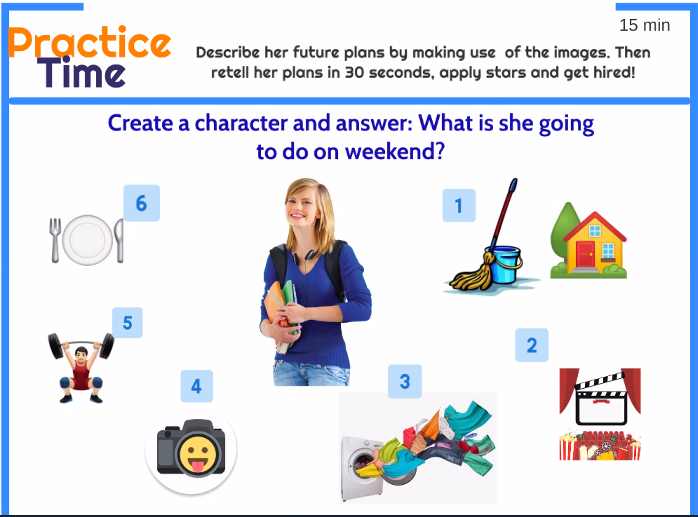 15 min
Practice
Time
Describe her future plans by making use of the images. Then
retell her plans in 30 seconds, apply stars and get hired!
Create a character and answer: What is she going
to do on weekend?
6
1
5
2
4
3